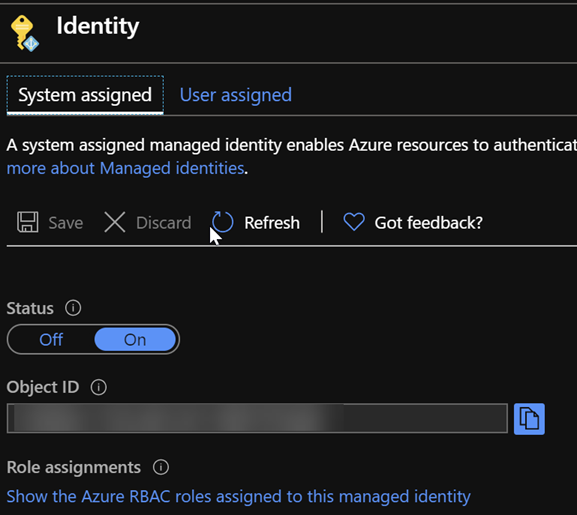 Identity
System assigned User assigned
A system assigned managed identity enables Azure resources to
more about Managed identities.
Save Discard Refresh Got feedback?
Status
Off On
Object ID
Role assignments
Show the Azure RBAC roles assigned to this managed identity